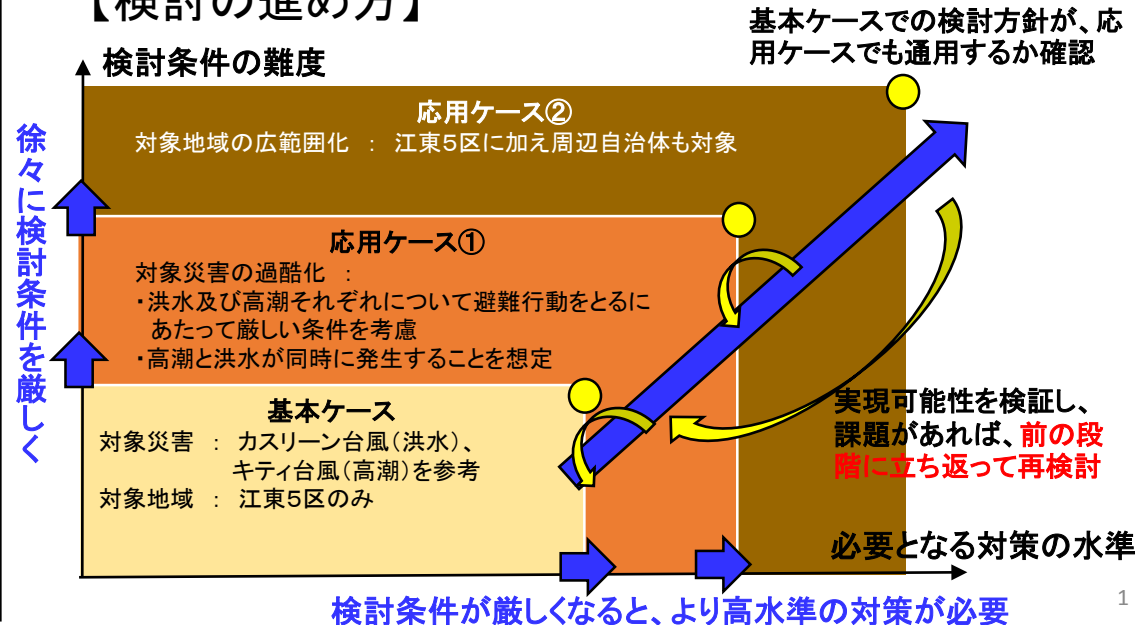 【検討の進め方】
基本ケースでの検討方針が、応
用ケースでも通用するか確認
検討条件の難度
徐々に検討条件を厳しく
応用ケース②
対象地域の広範囲化 ： 江東5区に加え周辺自治体も対象
応用ケース①
対象災害の過酷化 ：
・洪水及び高潮それぞれについて避難行動をとるに
あたって厳しい条件を考慮
・高潮と洪水が同時に発生することを想定
基本ケース
対象災害 ： カスリーン台風（洪水）、
キティ台風（高潮）を参考
対象地域 ： 江東5区のみ
実現可能性を検証し、
課題があれば、前の段
階に立ち返って再検討
必要となる対策の水準
検討条件が厳しくなると、より高水準の対策が必要
1